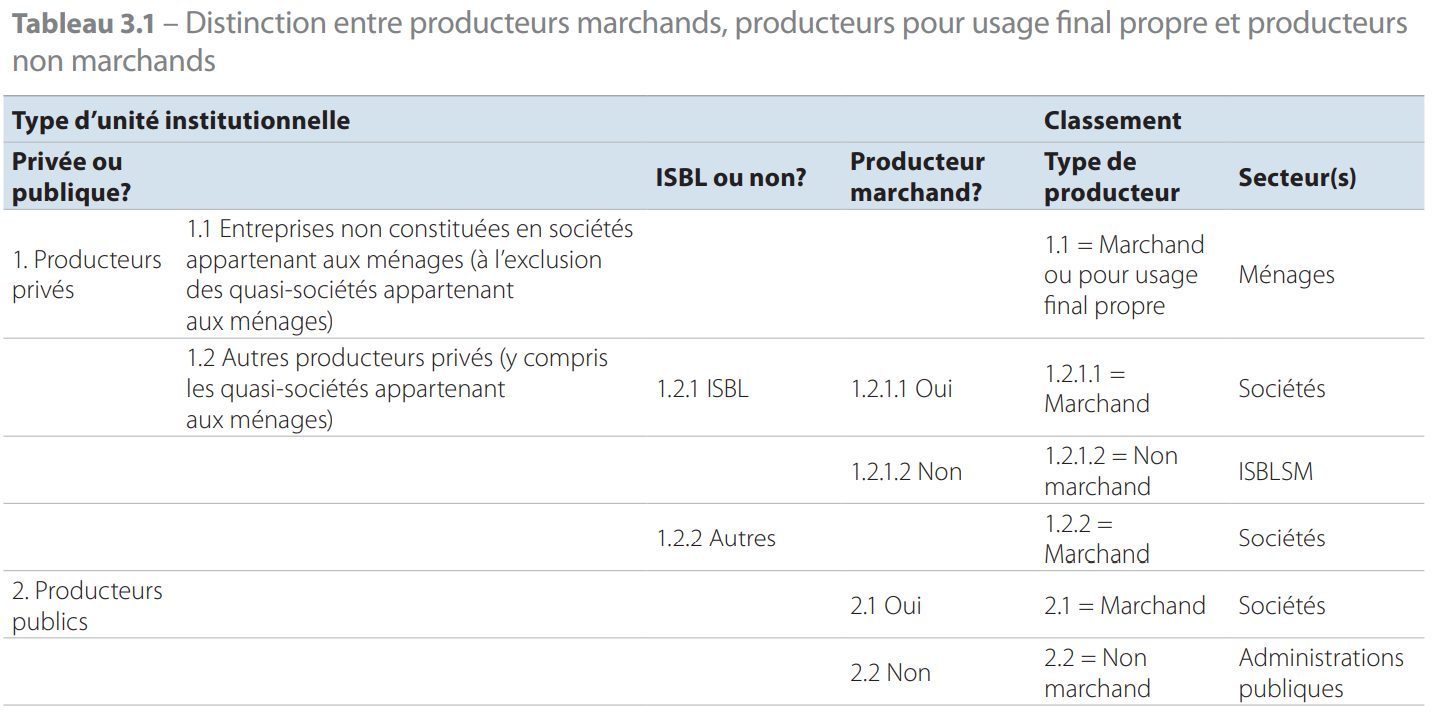 Tableau 3.1 – Distinction entre producteurs marchands, producteurs pour usage final propre et producteurs
non marchands
Type d’unité institutionnelle
Classement
Privée ou
publique?
ISBL ou non?
Producteur
marchand?
Type de
producteur
Secteur(s)
1. Producteurs
privés
1.1 Entreprises non constituées en sociétés
appartenant aux ménages (à l’exclusion
des quasi-sociétés appartenant
aux ménages)
1.1 = Marchand
ou pour usage
final propre
Ménages
1.2 Autres producteurs privés (y compris
les quasi-sociétés appartenant
aux ménages)
1.2.1 ISBL
1.2.1.1 Oui
1.2.1.1 =
Marchand
Sociétés
1.2.1.2 Non
1.2.1.2 = Non
marchand
ISBLSM
1.2.2 Autres
1.2.2 =
Marchand
Sociétés
2. Producteurs
publics
2.1 Oui
2.1 = Marchand
Sociétés
2.2 Non
2.2 = Non
marchand
Administrations
publiques